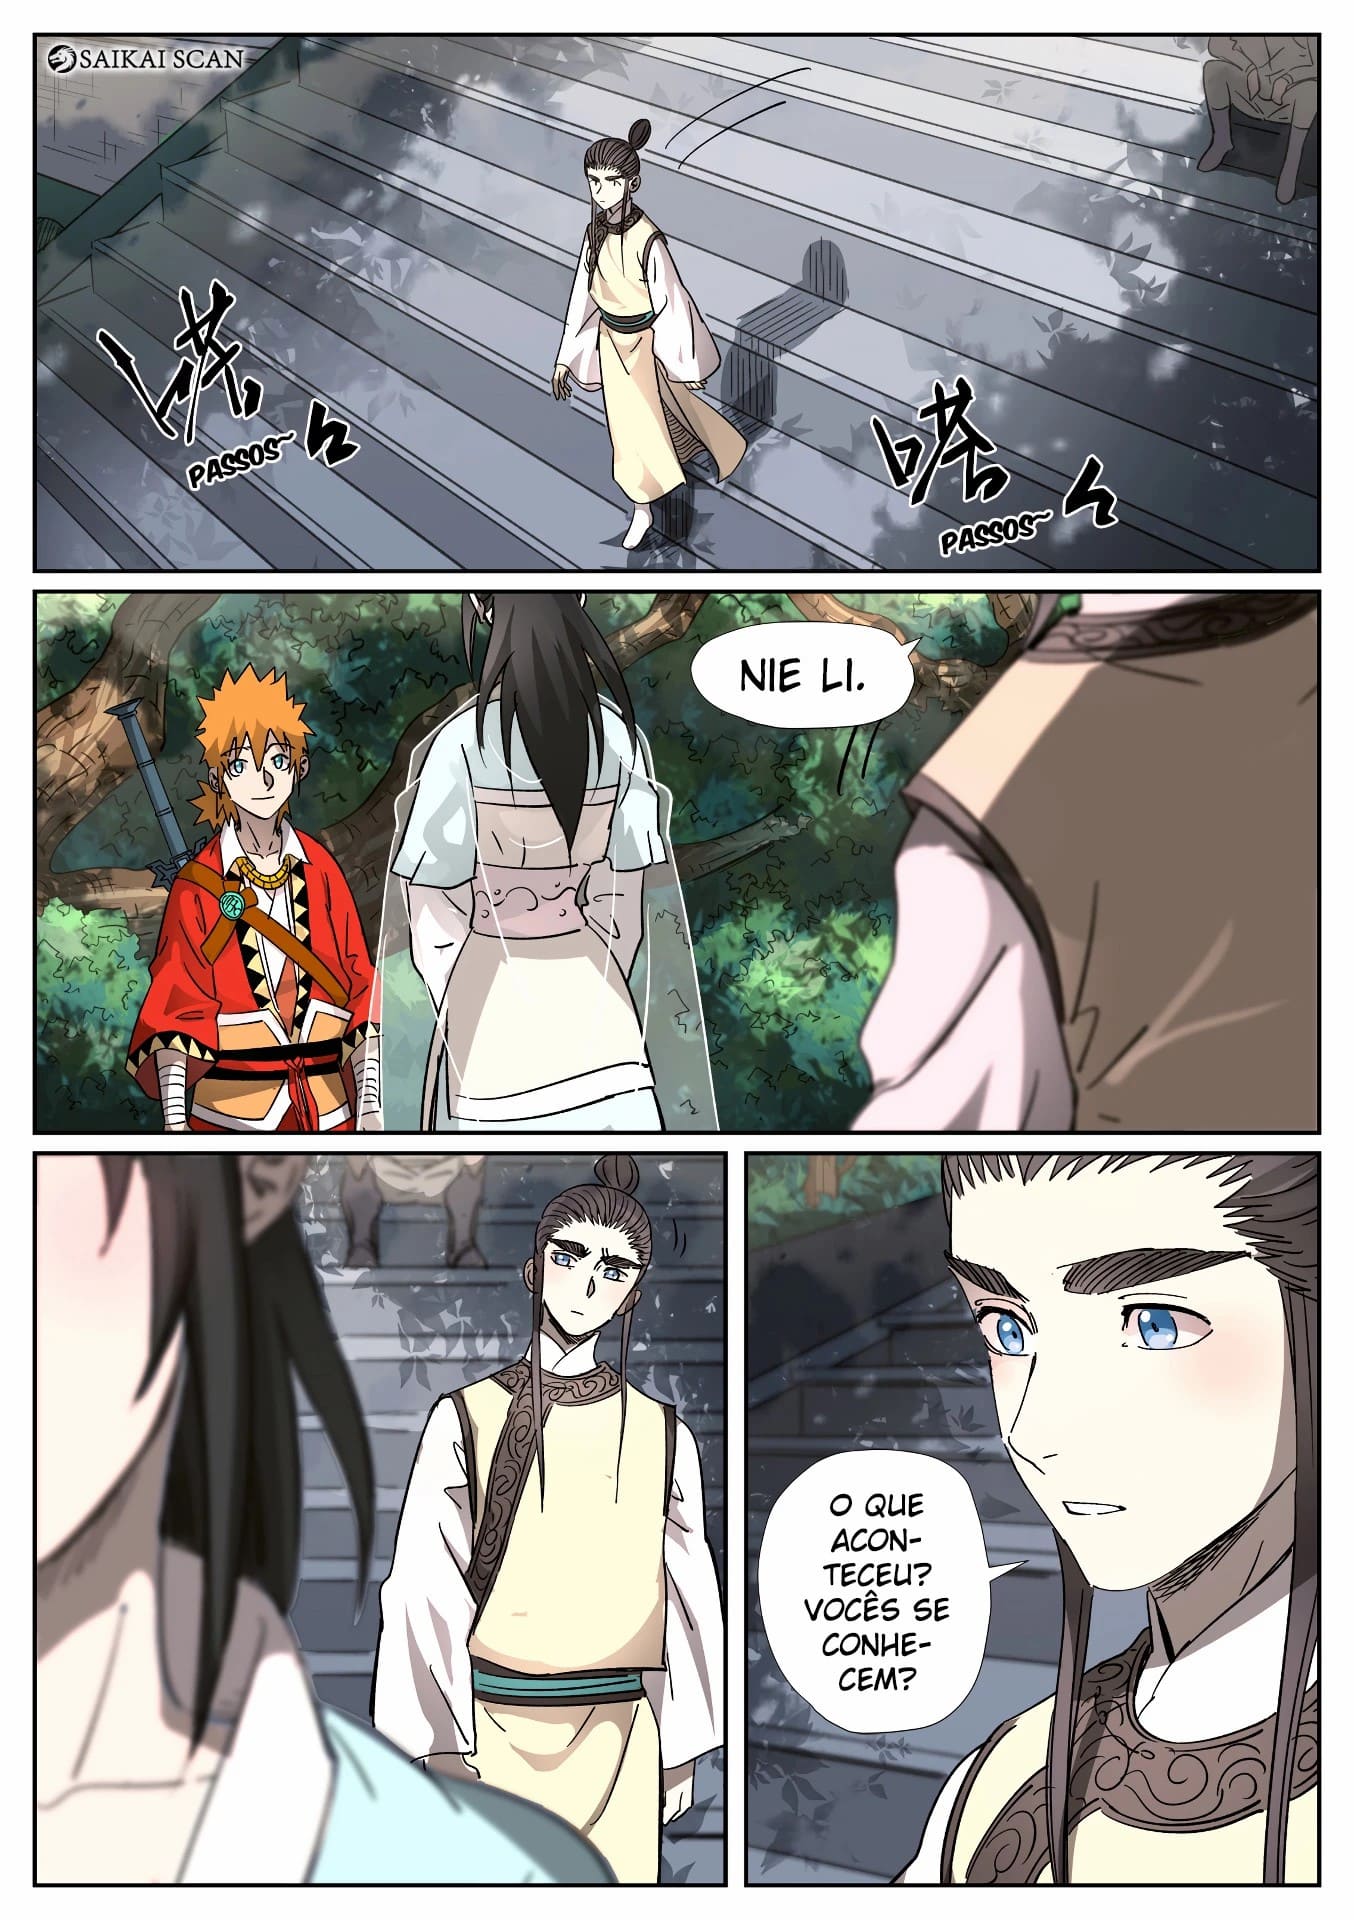 SAIKAI SCAN
嗒
PASSOS~
嗒
PASSOS~
NIE LI.
O QUE
ACON-
TECEU?
VOCÊS SE
CONHE-
CEM?